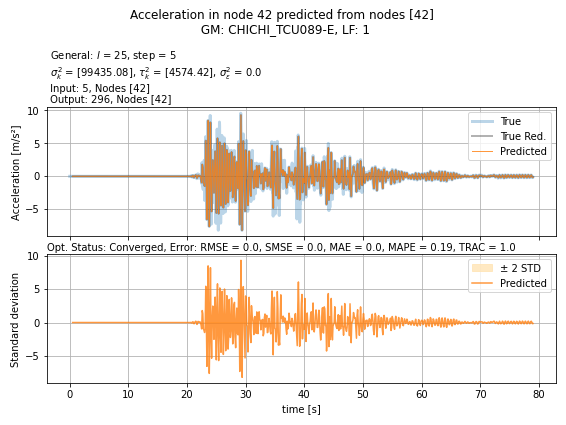 Acceleration in node 42 predicted from nodes [42]
GM: CHICHI_TCU089-E, LF: 1
General: l = 25, step = 5
σ²ₖ = [99435.08], τ²ₖ = [4574.42], σ²ε = 0.0
Input: 5, Nodes [42]
Output: 296, Nodes [42]
Acceleration [m/s²]
10
5
0
−5
True
True Red.
Predicted
Opt. Status: Converged, Error: RMSE = 0.0, SMSE = 0.0, MAE = 0.0, MAPE = 0.19, TRAC = 1.0
Standard deviation
10
5
0
−5
± 2 STD
Predicted
0 10 20 30 40 50 60 70 80
time [s]